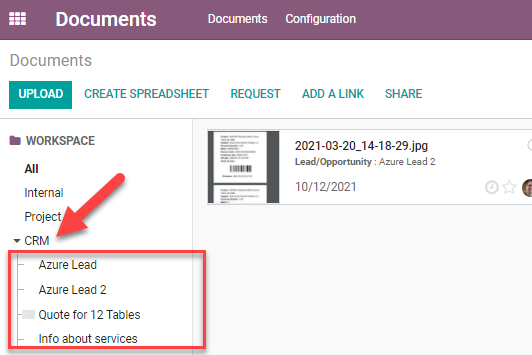 Documents Documents Configuration
Documents
UPLOAD CREATE SPREADSHEET REQUEST ADD A LINK SHARE
WORKSPACE
All
Internal
Project
CRM
Azure Lead
Azure Lead 2
Quote for 12 Tables
Info about services
2021-03-20_14-18-29.jpg
Lead/Opportunity : Azure Lead 2
10/12/2021